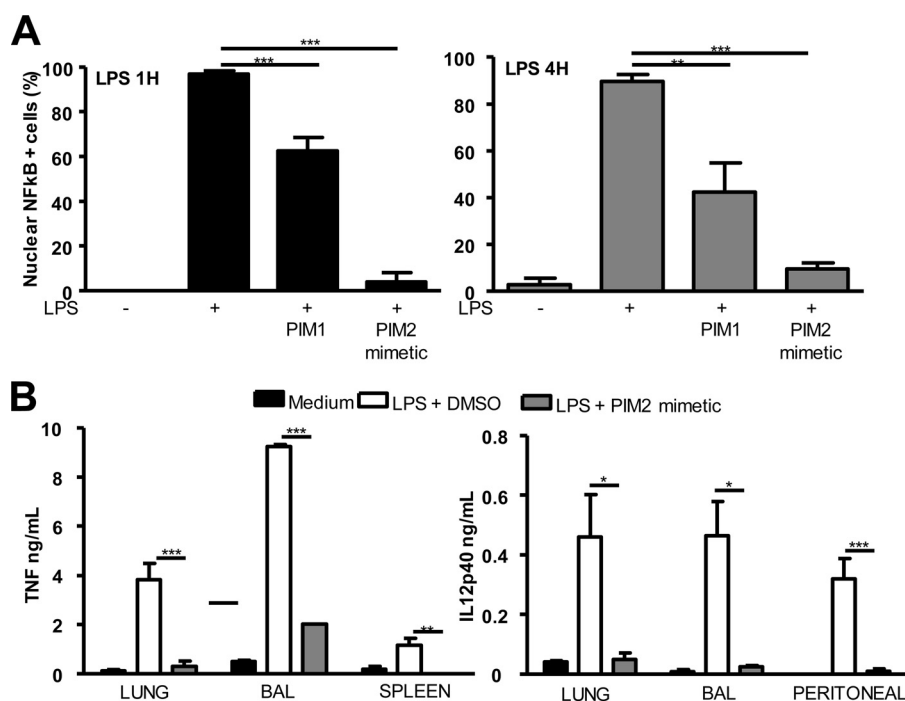 A
LPS 1H
Nuclear NFkB + cells (%)
100
80
60
40
20
0
***
***
LPS - + + +
PIM1 PIM2
mimetic
LPS 4H
100
80
60
40
20
0
***
**
LPS - + + +
PIM1 PIM2
mimetic
B
Medium LPS + DMSO LPS + PIM2 mimetic
TNF ng/mL
10
8
6
4
2
0
***
***
**
LUNG BAL SPLEEN
IL12p40 ng/mL
0.8
0.6
0.4
0.2
0
*
*
***
LUNG BAL PERITONEAL